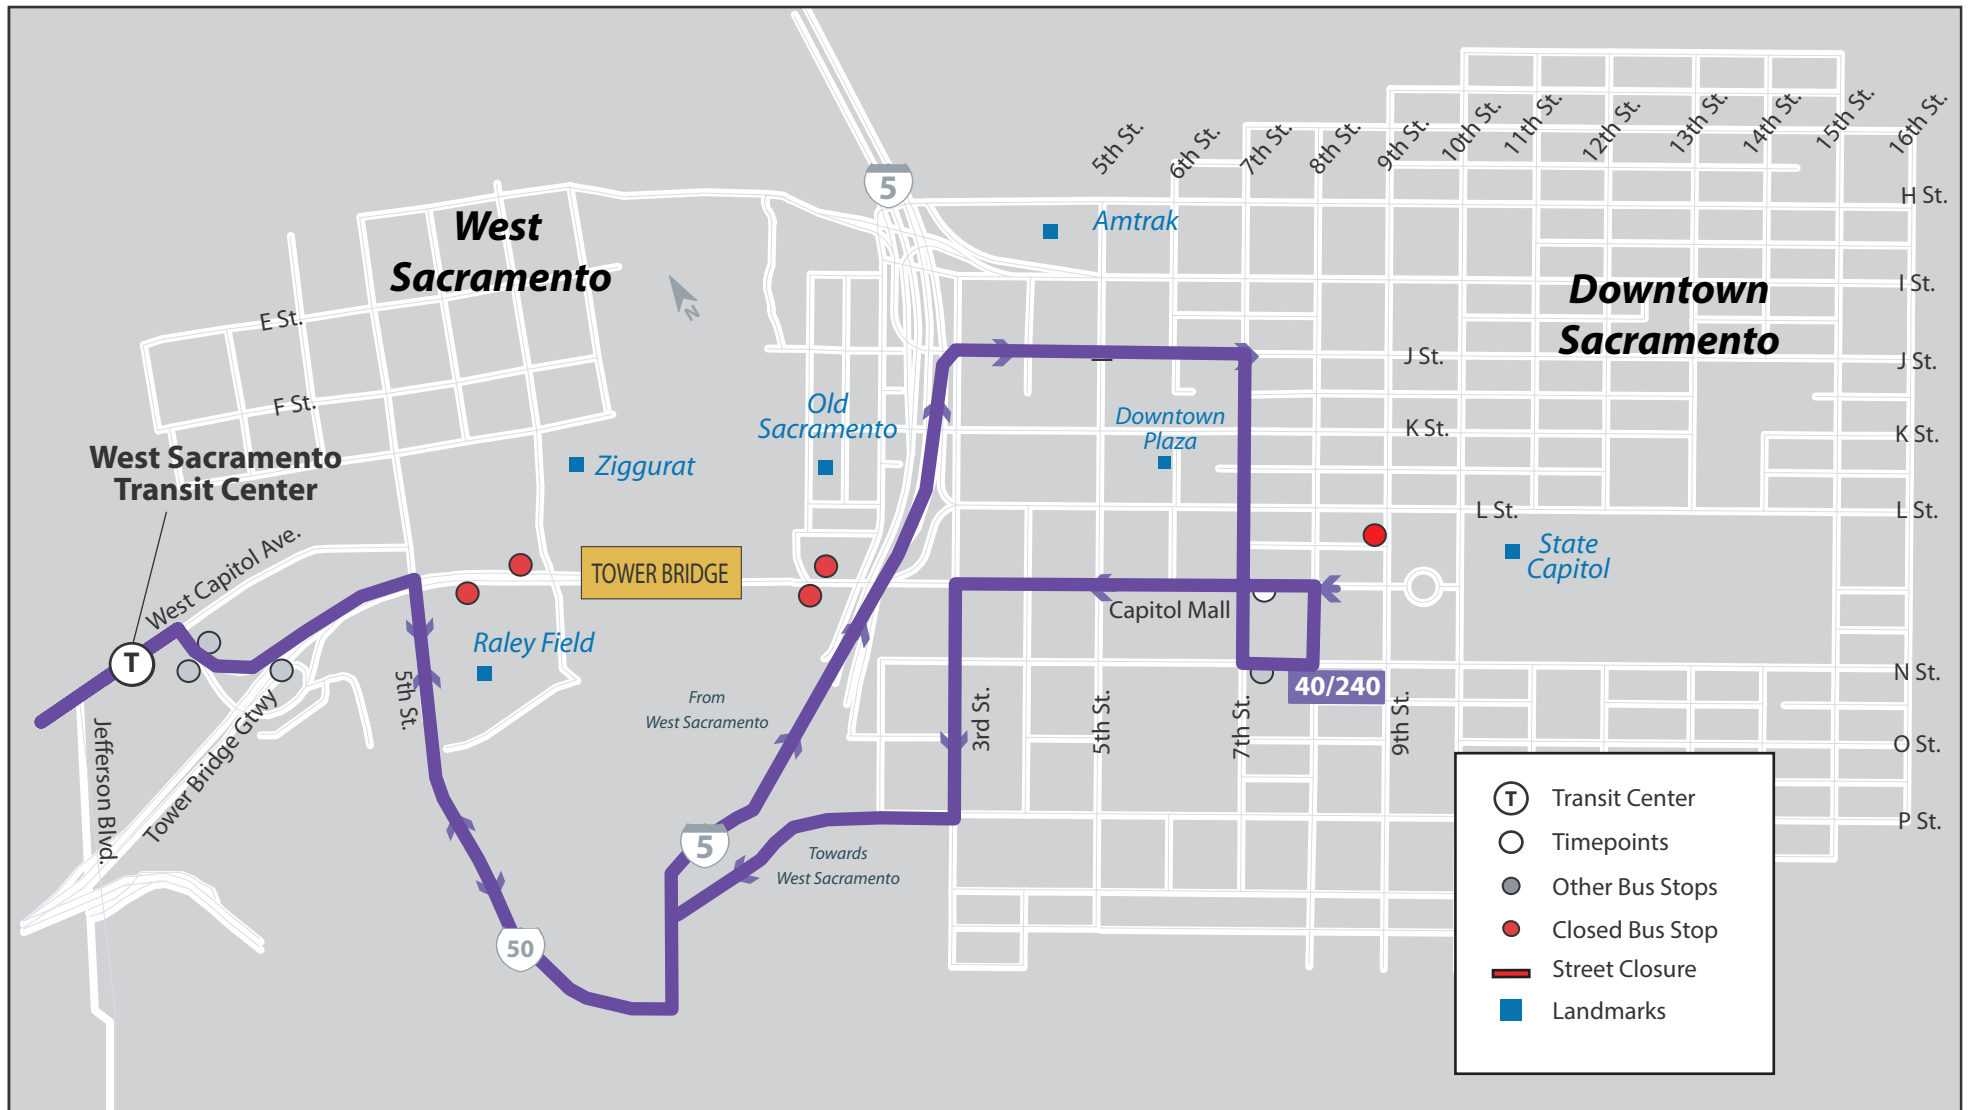 5th St.
6th St.
7th St.
8th St.
9th St.
10th St.
11th St.
12th St.
13th St.
14th St.
15th St.
16th St.
5
H St.
West
Sacramento
Amtrak
N
Downtown
Sacramento
I St.
E St.
J St.
J St.
F St.
Old
Sacramento
Downtown
Plaza
K St.
K St.
West Sacramento
Transit Center
Ziggurat
L St.
L St.
West Capitol Ave.
TOWER BRIDGE
State
Capitol
Capitol Mall
T
Raley Field
N St.
40/240
5th St.
From
West Sacramento
3rd St.
5th St.
7th St.
9th St.
Jefferson Blvd.
Tower Bridge Gtwy
O St.
P St.
5
Towards
West Sacramento
50
T Transit Center
Timepoints
Other Bus Stops
Closed Bus Stop
Street Closure
Landmarks